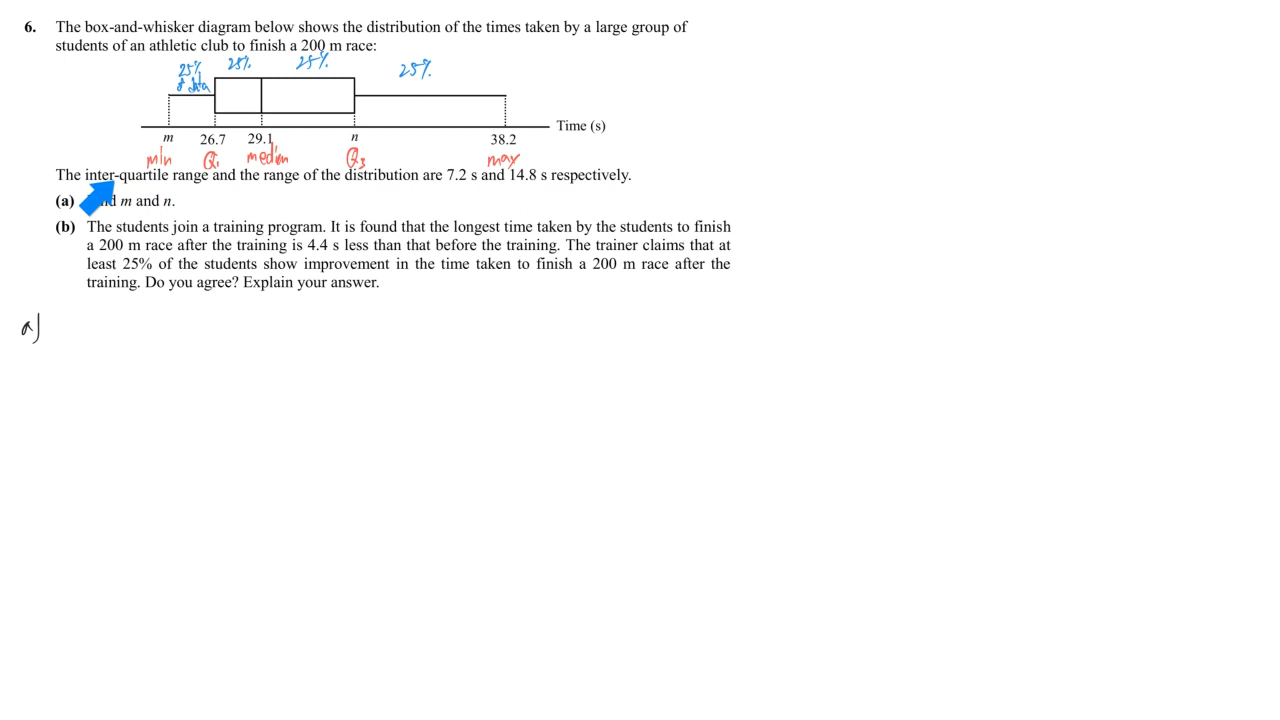 6. The box-and-whisker diagram below shows the distribution of the times taken by a large group of
students of an athletic club to finish a 200 m race:
25% 25% 25% 25%
of data
Time (s)
m 26.7 29.1 n 38.2
min Q₁ median Q₃ max
The inter-quartile range and the range of the distribution are 7.2 s and 14.8 s respectively.
(a) m and n.
(b) The students join a training program. It is found that the longest time taken by the students to finish
a 200 m race after the training is 4.4 s less than that before the training. The trainer claims that at
least 25% of the students show improvement in the time taken to finish a 200 m race after the
training. Do you agree? Explain your answer.
a)